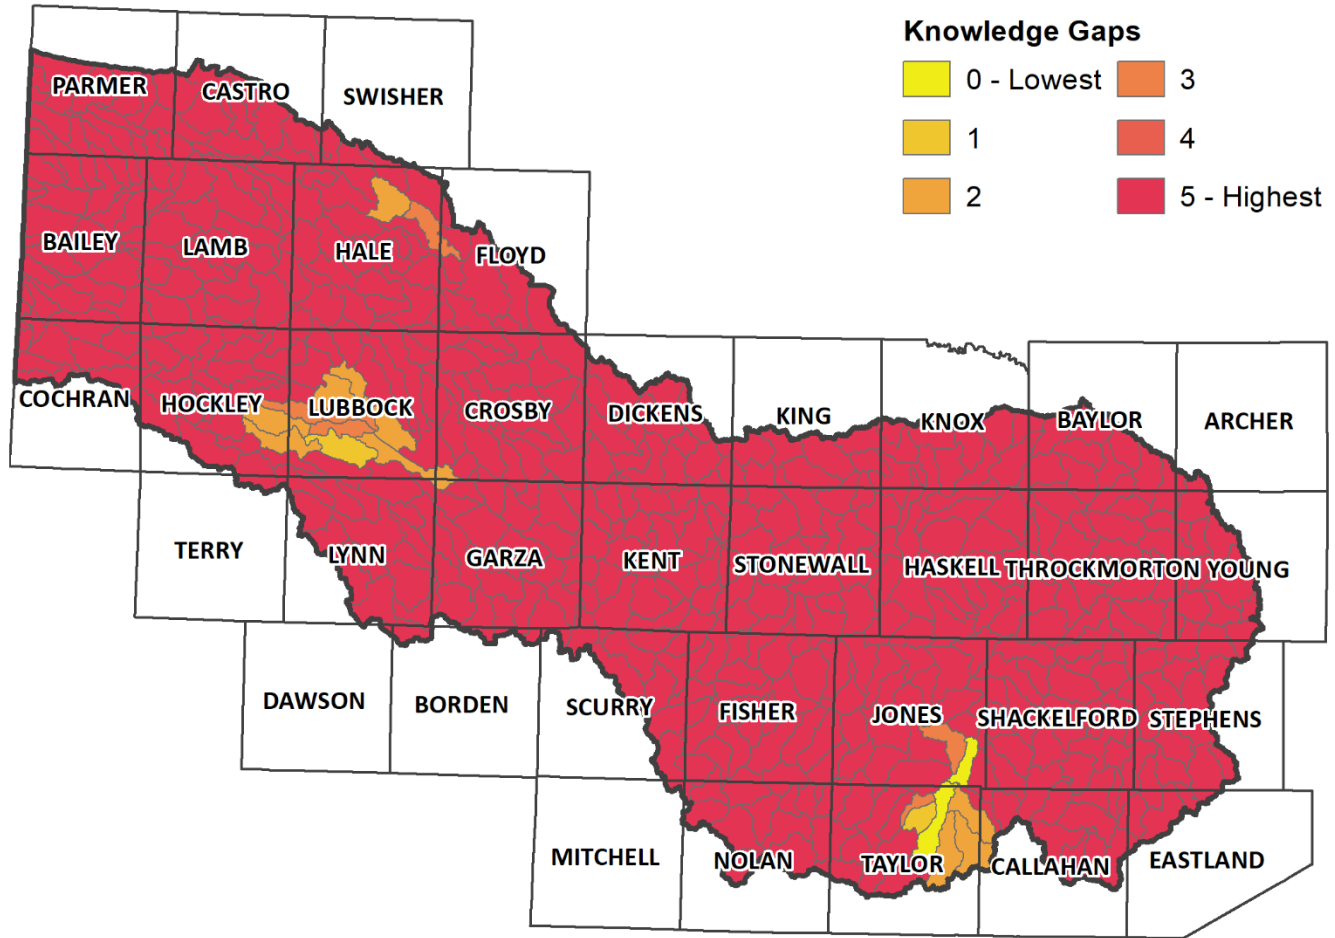 Knowledge Gaps
0 - Lowest
3
1
4
2
5 - Highest
PARMER
CASTRO
SWISHER
BAILEY
LAMB
HALE
FLOYD
COCHRAN
HOCKLEY
LUBBOCK
CROSBY
DICKENS
KING
KNOX
BAYLOR
ARCHER
TERRY
LYNN
GARZA
KENT
STONEWALL
HASKELL
THROCKMORTON
YOUNG
DAWSON
BORDEN
SCURRY
FISHER
JONES
SHACKELFORD
STEPHENS
MITCHELL
NOLAN
TAYLOR
CALLAHAN
EASTLAND